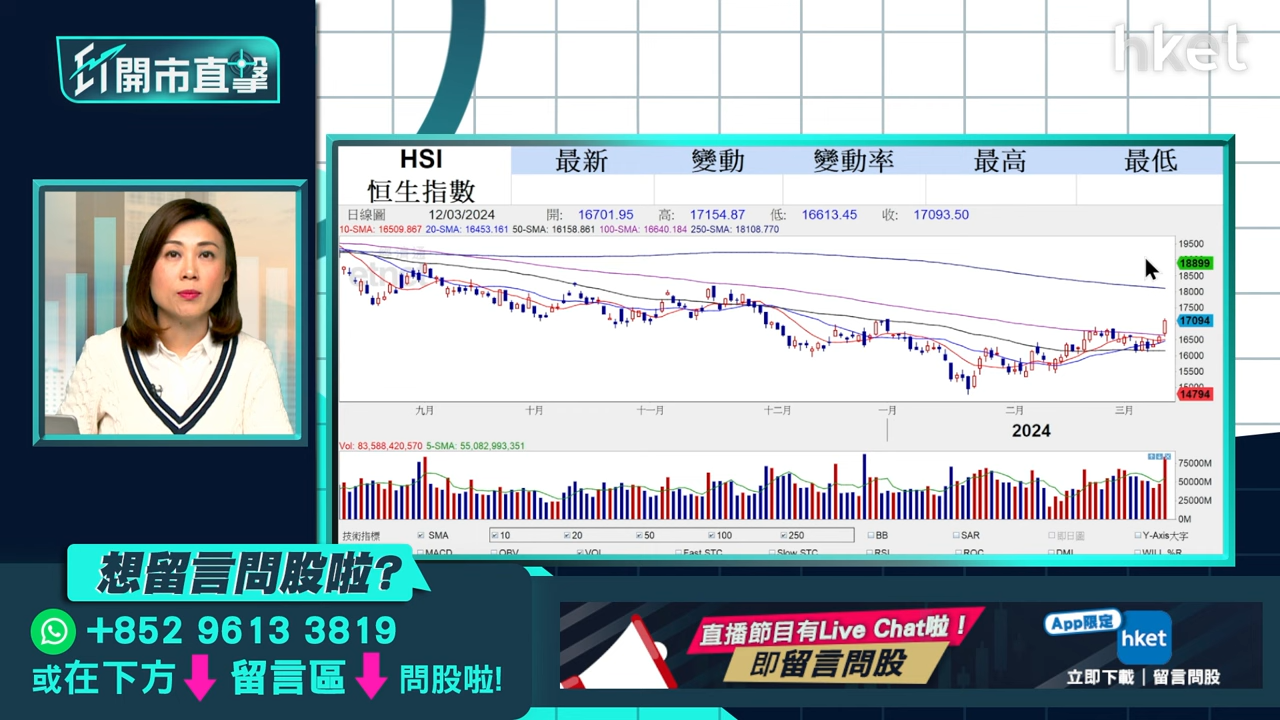 開市直擊
hket
HSI
最新 變動 變動率 最高 最低
恒生指數
日線圖 12/03/2024 開: 16701.95 高: 17154.87 低: 16613.45 收: 17093.50
10-SMA: 16509.867 20-SMA: 16453.161 50-SMA: 16158.861 100-SMA: 16640.184 250-SMA: 18108.770
19500
18899
18500
18000
17500
17094
16500
16000
15500
15000
14794
九月 十月 十一月 十二月 一月 二月 三月
2024
Vol: 83,588,420,570 5-SMA: 55,082,993,351
75000M
50000M
25000M
0M
技術指標 SMA 10 20 50 100 250 BB SAR 即日圖 Y-Axis大字
MACD OBV VOL Fast STC Slow STC RSI ROC DMI WILL %R
想留言問股啦?
+852 9613 3819
或在下方 留言區 問股啦!
直播節目有Live Chat啦！
即留言問股
App限定
hket
立即下載｜留言問股